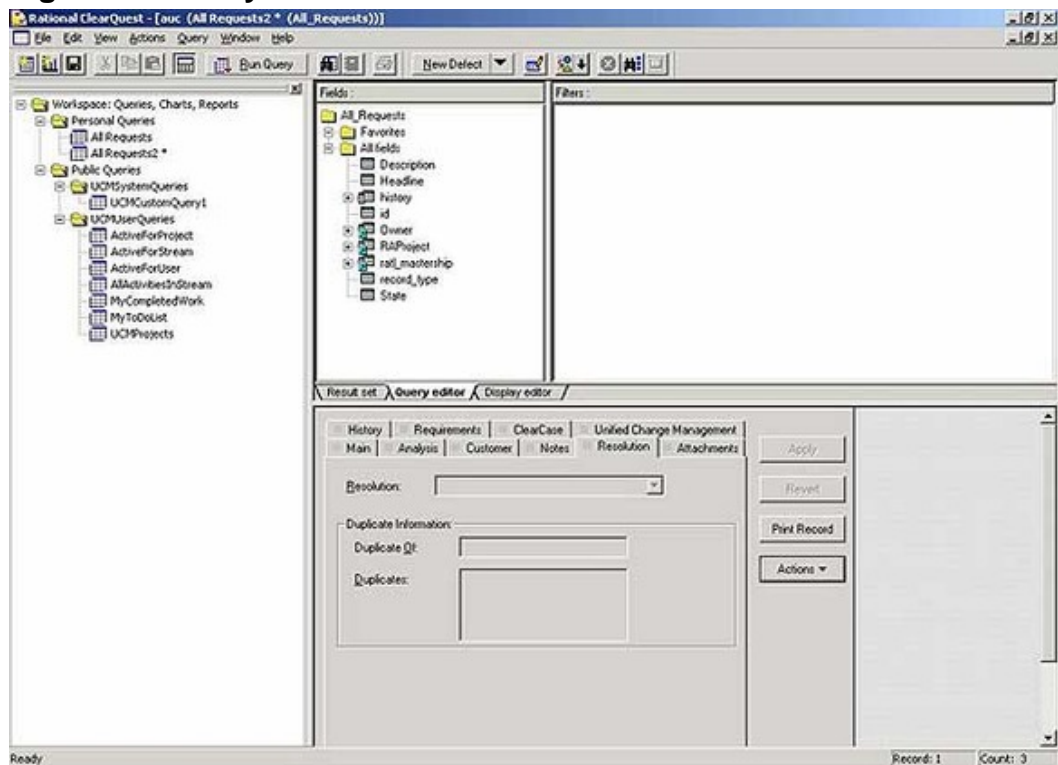 Rational ClearQuest - [auc (All Requests2 * (All_Requests))]
File Edit View Actions Query Window Help
Run Query New Defect
Workspace: Queries, Charts, Reports
Personal Queries
All Requests
All Requests2 *
Public Queries
UCMSystemQueries
UCMCustomQuery1
UCMUserQueries
ActiveForProject
ActiveForStream
ActiveForUser
AllActivitiesInStream
MyCompletedWork
MyToDoList
UCMProjects
Fields :
All_Requests
Favorites
All fields
Description
Headline
history
id
Owner
RAProject
ratl_mastership
record_type
State
Filters :
Result set Query editor Display editor
History Requirements ClearCase Unified Change Management
Main Analysis Customer Notes Resolution Attachments
Resolution:
Duplicate Information:
Duplicate Of:
Duplicates:
Apply
Revert
Print Record
Actions
Ready Record: 1 Count: 3